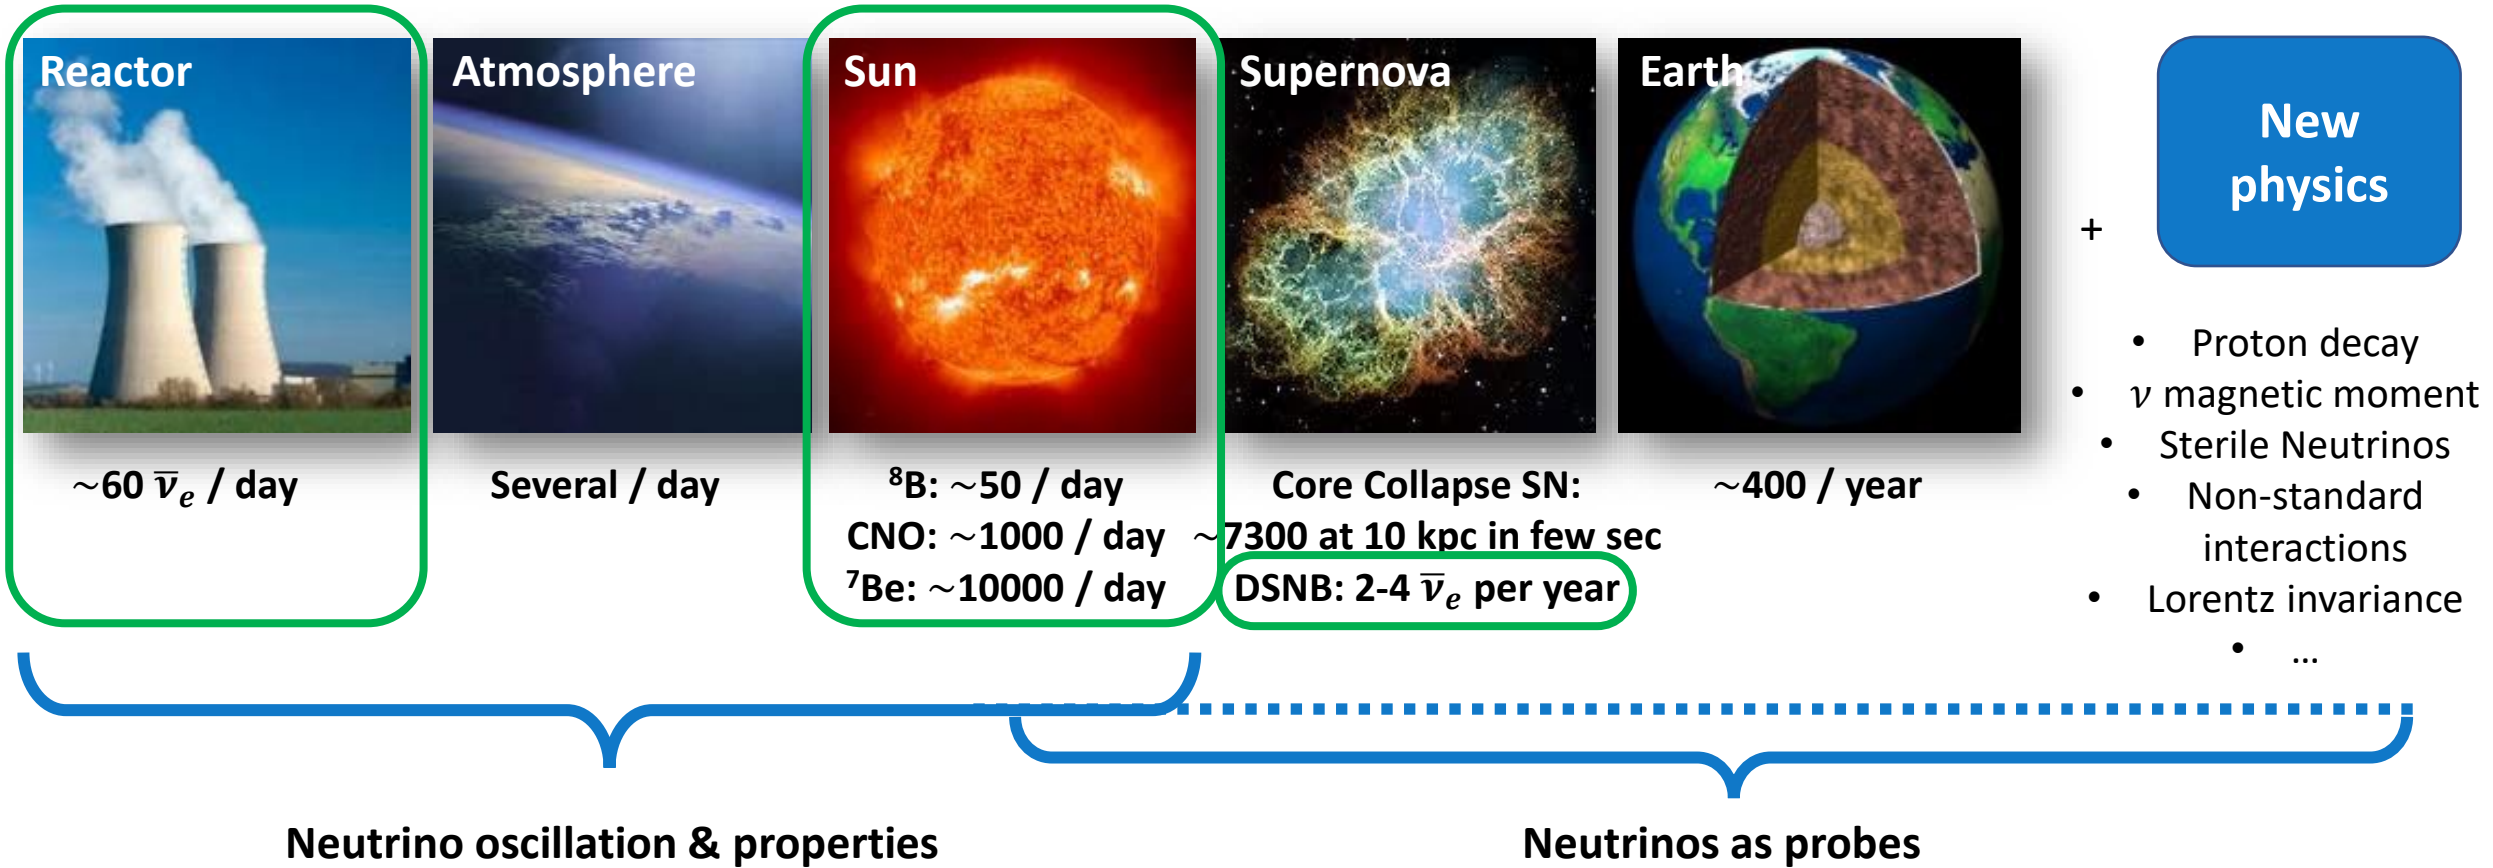 Reactor
Atmosphere
Sun
Supernova
Earth
New
physics
+
~60 ν̅ₑ / day
Several / day
⁸B: ~50 / day
CNO: ~1000 / day
⁷Be: ~10000 / day
Core Collapse SN:
~7300 at 10 kpc in few sec
DSNB: 2-4 ν̅ₑ per year
~400 / year
• Proton decay
• ν magnetic moment
• Sterile Neutrinos
• Non-standard
interactions
• Lorentz invariance
• ...
Neutrino oscillation & properties
Neutrinos as probes